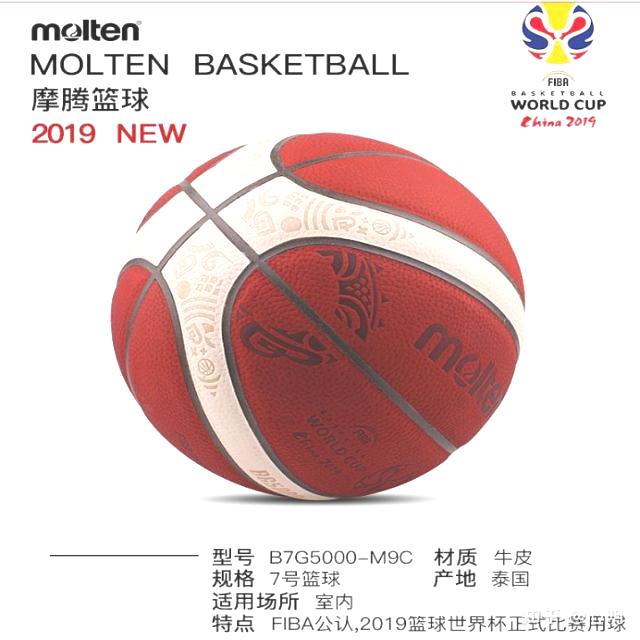 molten
MOLTEN BASKETBALL
摩腾篮球
2019 NEW
FIBA
BASKETBALL
WORLD CUP
China 2019
molten
FIBA
WORLD CUP
China 2019
型号 B7G5000-M9C 材质 牛皮
规格 7号篮球 产地 泰国
适用场所 室内
特点 FIBA公认,2019篮球世界杯正式比赛用球